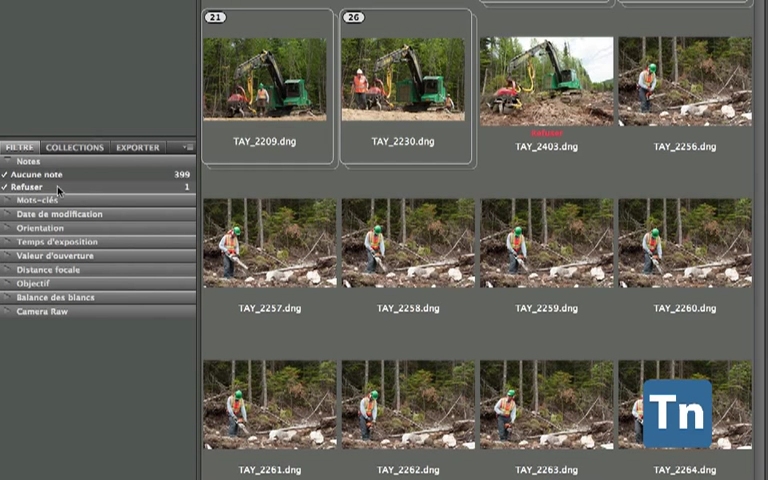 21
26
TAY_2209.dng
TAY_2230.dng
Refuser
TAY_2403.dng
TAY_2256.dng
FILTRE
COLLECTIONS
EXPORTER
Notes
Aucune note 399
Refuser 1
Mots-clés
Date de modification
Orientation
Temps d'exposition
Valeur d'ouverture
Distance focale
Objectif
Balance des blancs
Camera Raw
TAY_2257.dng
TAY_2258.dng
TAY_2259.dng
TAY_2260.dng
Tn
TAY_2261.dng
TAY_2262.dng
TAY_2263.dng
TAY_2264.dng